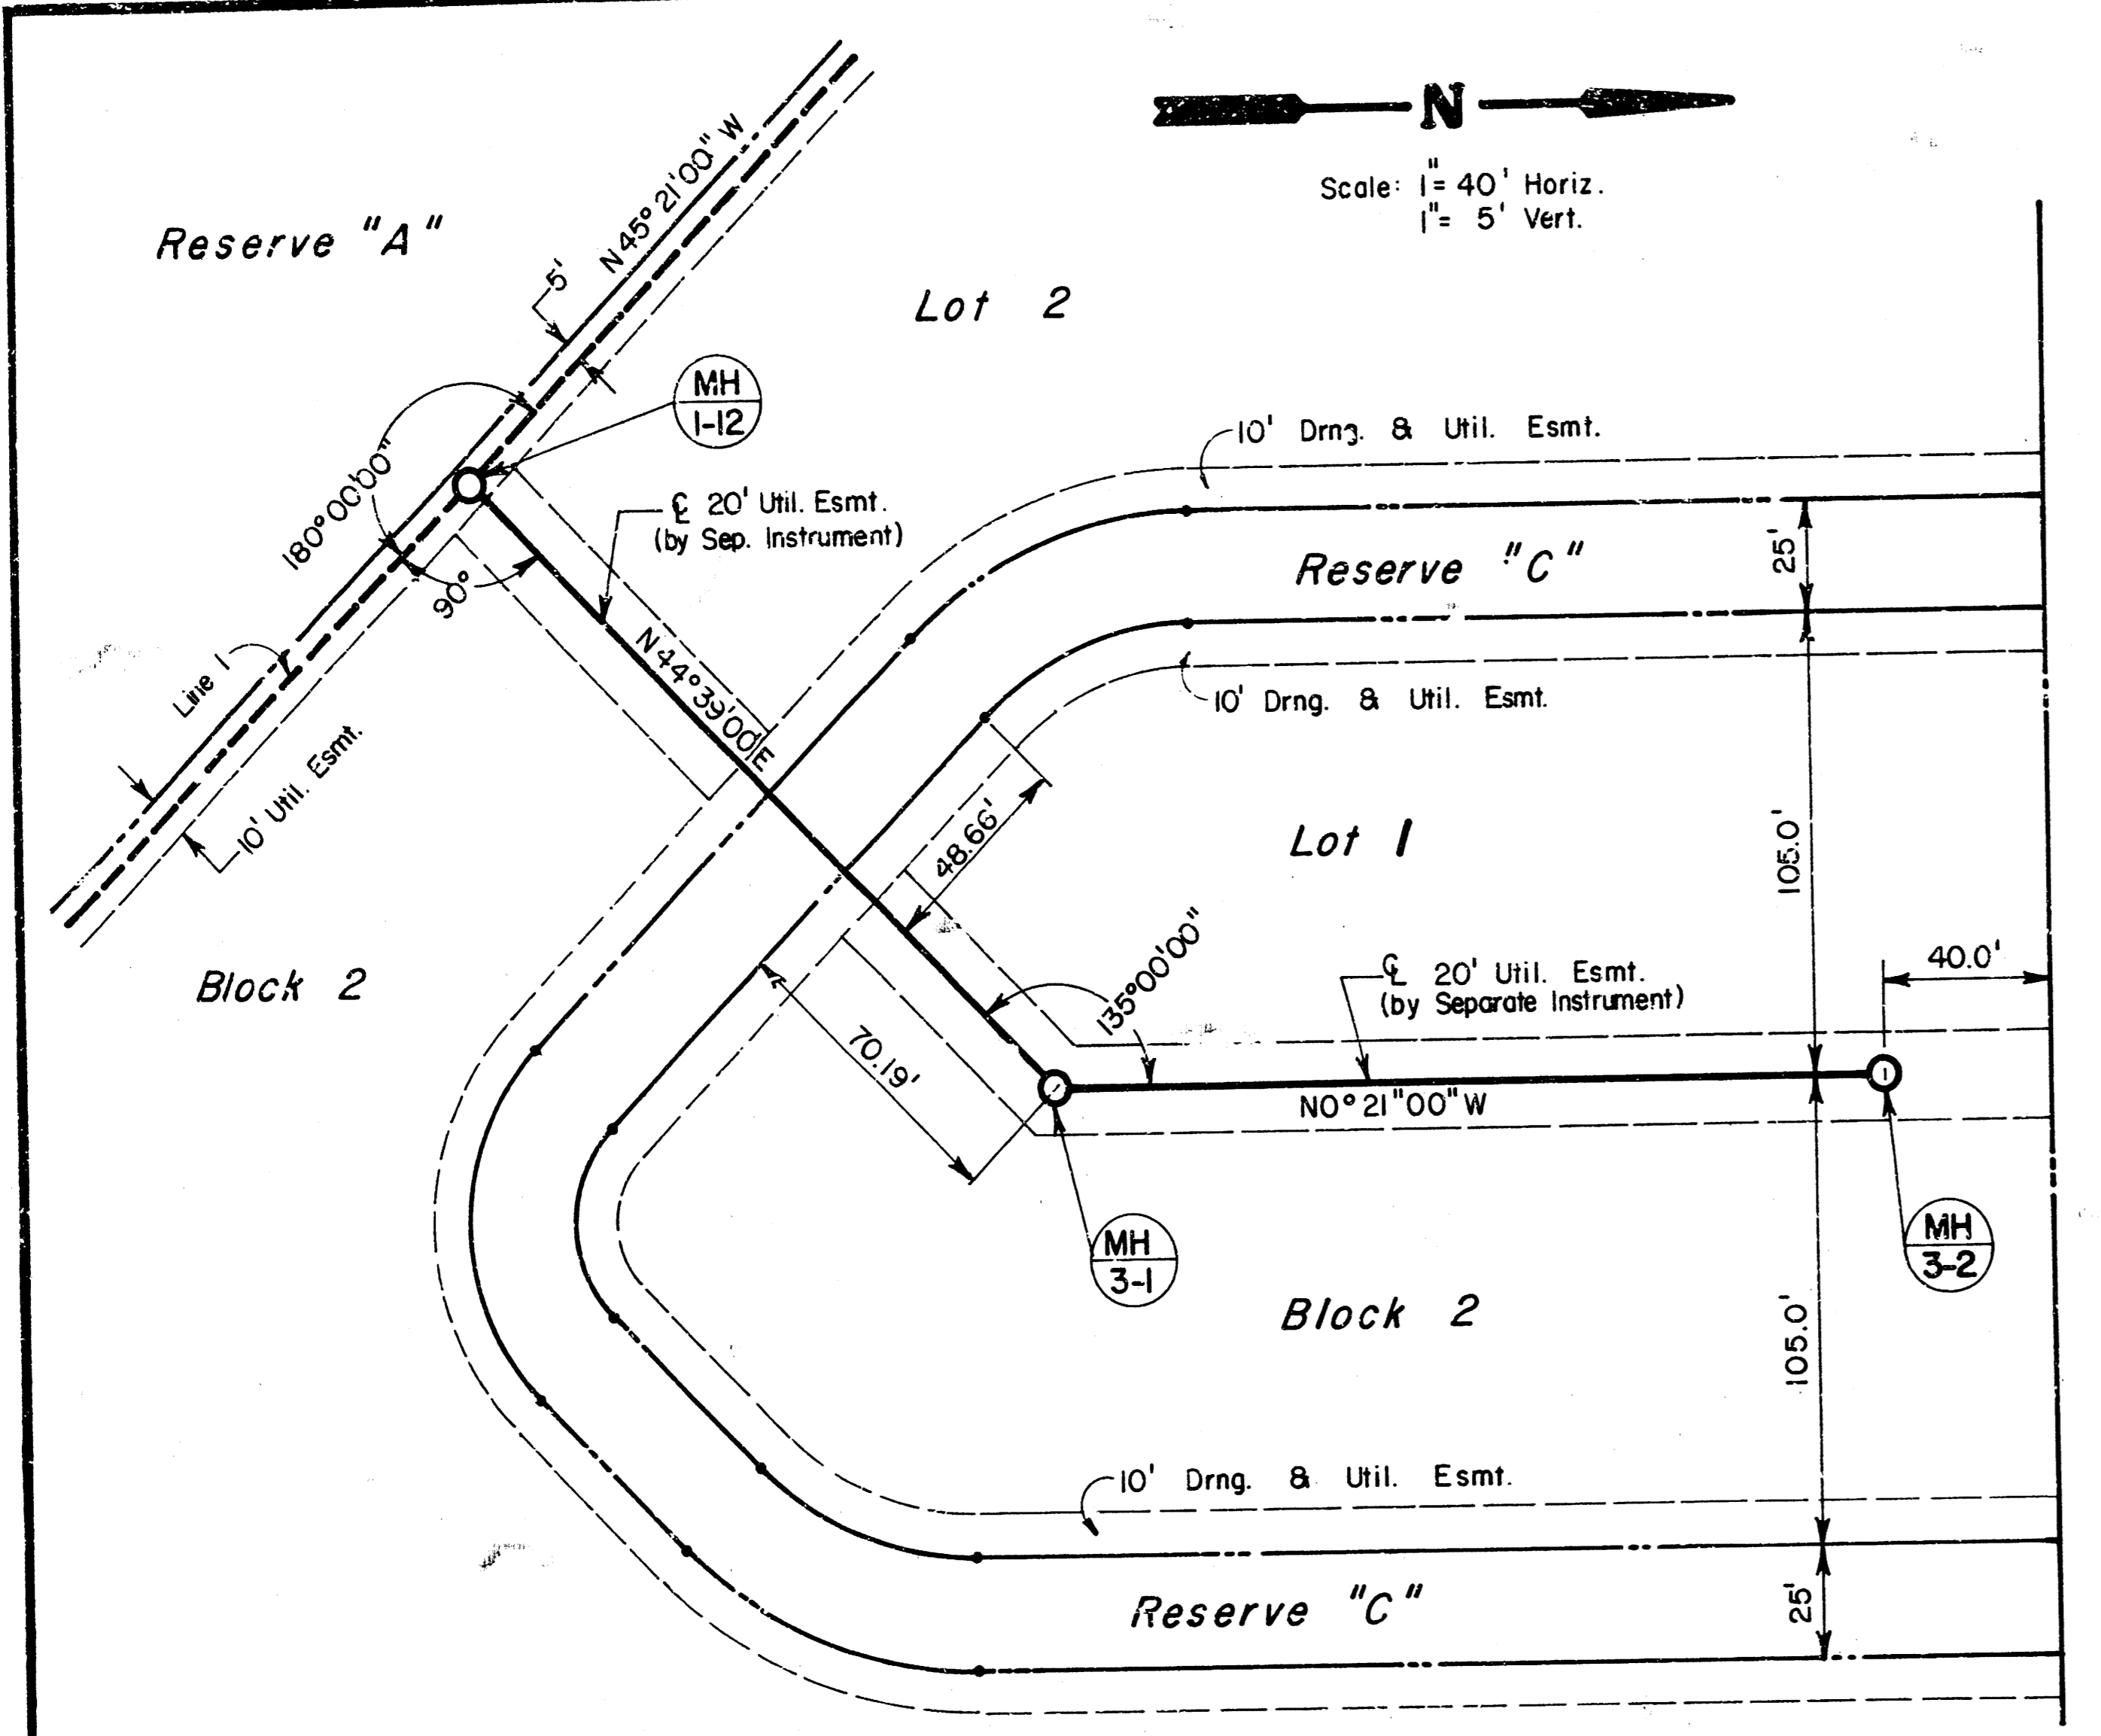 N
Scale: 1"= 40' Horiz.
1"= 5' Vert.
N 45° 21' 00" W
Reserve "A"
5'
Lot 2
MH
1-12
10' Drng. & Util. Esmt.
180° 00' 00"
℄ 20' Util. Esmt.
(by Sep. Instrument)
Reserve "C"
25'
90°
N 44° 39' 00" E
Line 1
10' Drng. & Util. Esmt.
10' Util. Esmt.
48.66'
Lot 1
105.0'
135° 00' 00"
40.0'
℄ 20' Util. Esmt.
(by Separate Instrument)
Block 2
70.19'
1
N0° 21" 00" W
MH
3-1
MH
3-2
Block 2
105.0'
10' Drng. & Util. Esmt.
Reserve "C"
25'